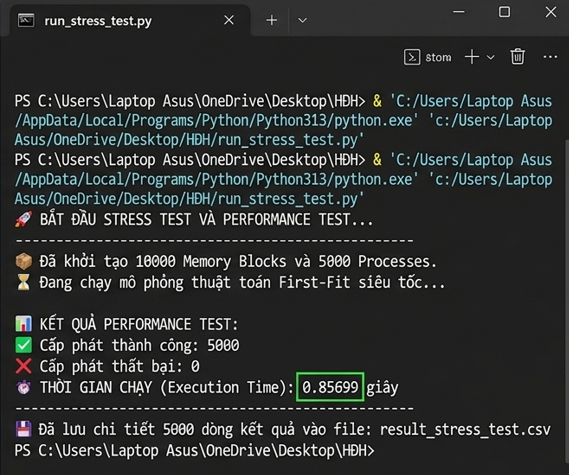 run_stress_test.py
stom
PS C:\Users\Laptop Asus\OneDrive\Desktop\HĐH> & 'C:/Users/Laptop Asus
/AppData/Local/Programs/Python/Python313/python.exe' 'c:/Users/Laptop
Asus/OneDrive/Desktop/HĐH/run_stress_test.py'
PS C:\Users\Laptop Asus\OneDrive\Desktop\HĐH> & 'C:/Users/Laptop Asus
/AppData/Local/Programs/Python/Python313/python.exe' 'c:/Users/Laptop
Asus/OneDrive/Desktop/HĐH/run_stress_test.py'
🚀 BẮT ĐẦU STRESS TEST VÀ PERFORMANCE TEST...
--------------------------------------------------
📦 Đã khởi tạo 10000 Memory Blocks và 5000 Processes.
⏳ Đang chạy mô phỏng thuật toán First-Fit siêu tốc...
📊 KẾT QUẢ PERFORMANCE TEST:
✅ Cấp phát thành công: 5000
❌ Cấp phát thất bại: 0
⏱️ THỜI GIAN CHẠY (Execution Time): 0.85699 giây
--------------------------------------------------
💾 Đã lưu chi tiết 5000 dòng kết quả vào file: result_stress_test.csv
PS C:\Users\Laptop Asus\OneDrive\Desktop\HĐH>